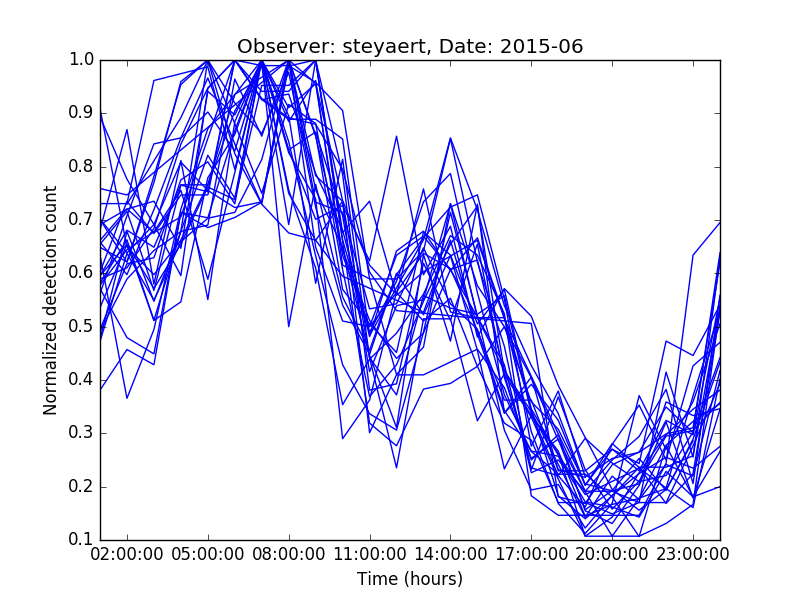 Observer: steyaert, Date: 2015-06
Normalized detection count
1.0
0.9
0.8
0.7
0.6
0.5
0.4
0.3
0.2
0.1
02:00:00 05:00:00 08:00:00 11:00:00 14:00:00 17:00:00 20:00:00 23:00:00
Time (hours)